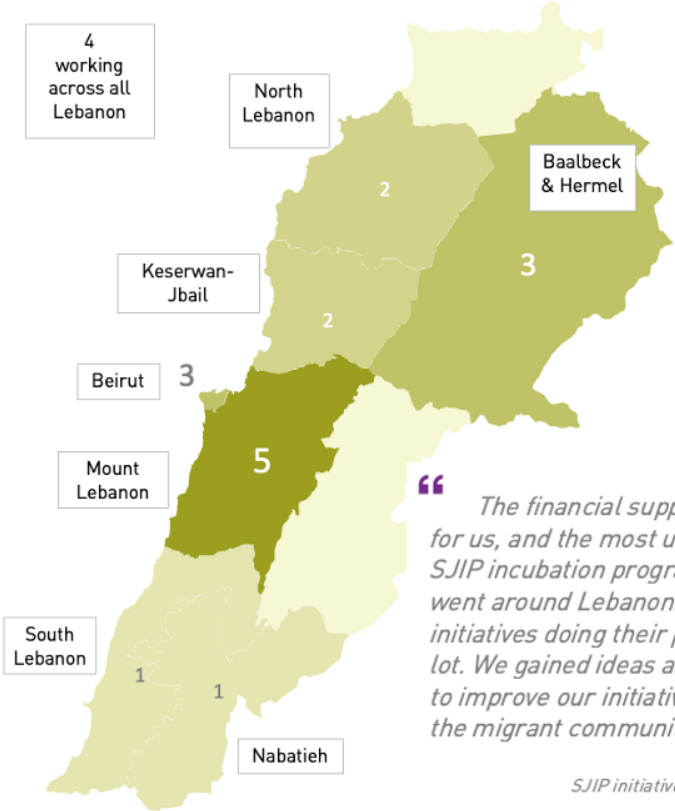 4
working
across all
Lebanon
North
Lebanon
Baalbeck
& Hermel
2
3
Keserwan-
Jbail
2
Beirut
3
5
Mount
Lebanon
“
The financial supp
for us, and the most u
SJIP incubation progra
went around Lebanon
initiatives doing their p
lot. We gained ideas a
to improve our initiativ
the migrant communi
South
Lebanon
1
1
Nabatieh
SJIP initiative